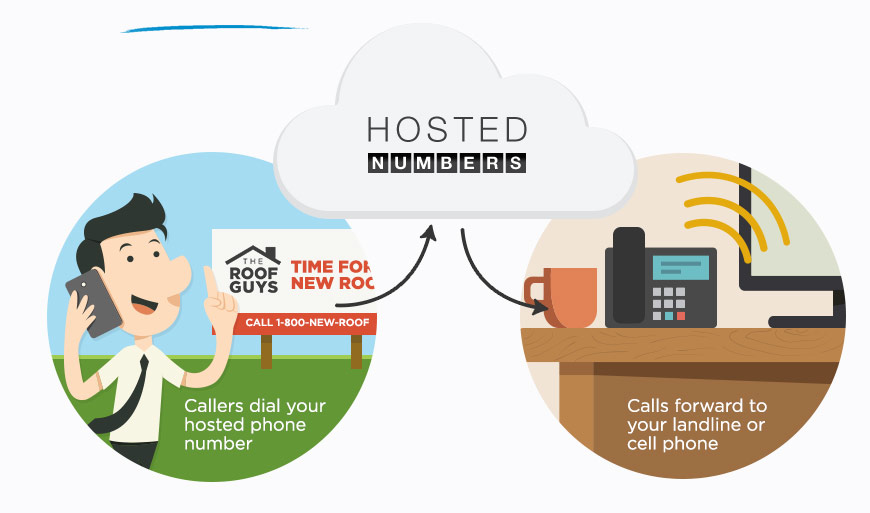 HOSTED
NUMBERS
THE
ROOF
GUYS
TIME FOR
NEW ROO
CALL 1-800-NEW-ROOF
Callers dial your
hosted phone
number
Calls forward to
your landline or
cell phone